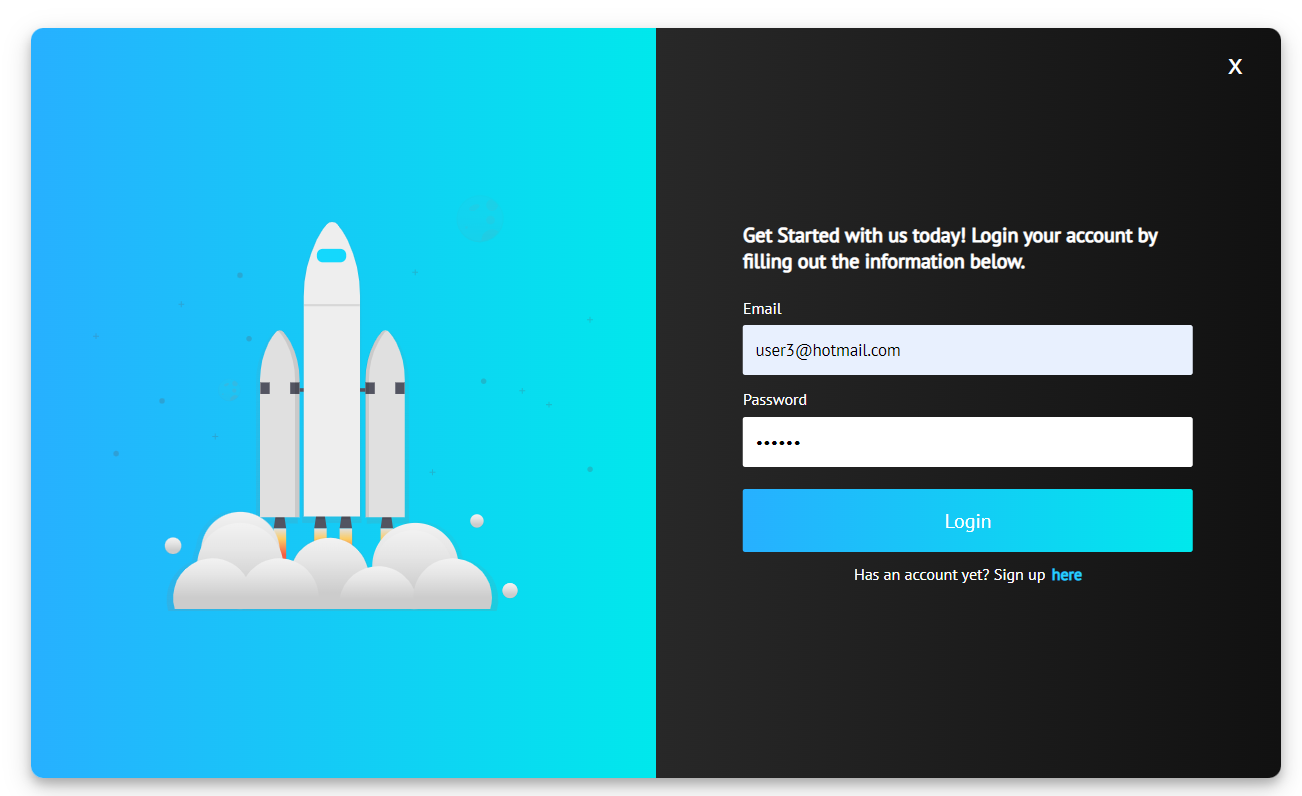 X
Get Started with us today! Login your account by
filling out the information below.
Email
user3@hotmail.com
Password
••••••
Login
Has an account yet? Sign up here